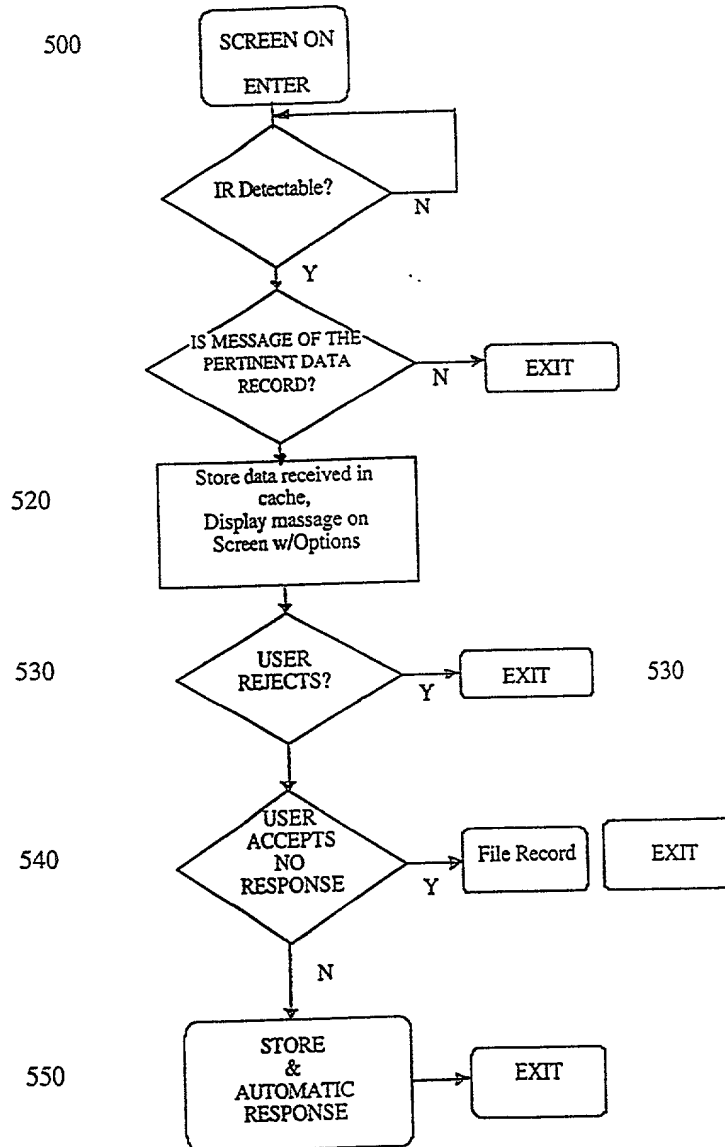 500
SCREEN ON
ENTER
IR Detectable?
N
Y
IS MESSAGE OF THE
PERTINENT DATA
RECORD?
N
EXIT
520
Store data received in
cache,
Display massage on
Screen w/Options
530
USER
REJECTS?
Y
EXIT
530
540
USER
ACCEPTS
NO
RESPONSE
Y
File Record
EXIT
N
550
STORE
&
AUTOMATIC
RESPONSE
EXIT